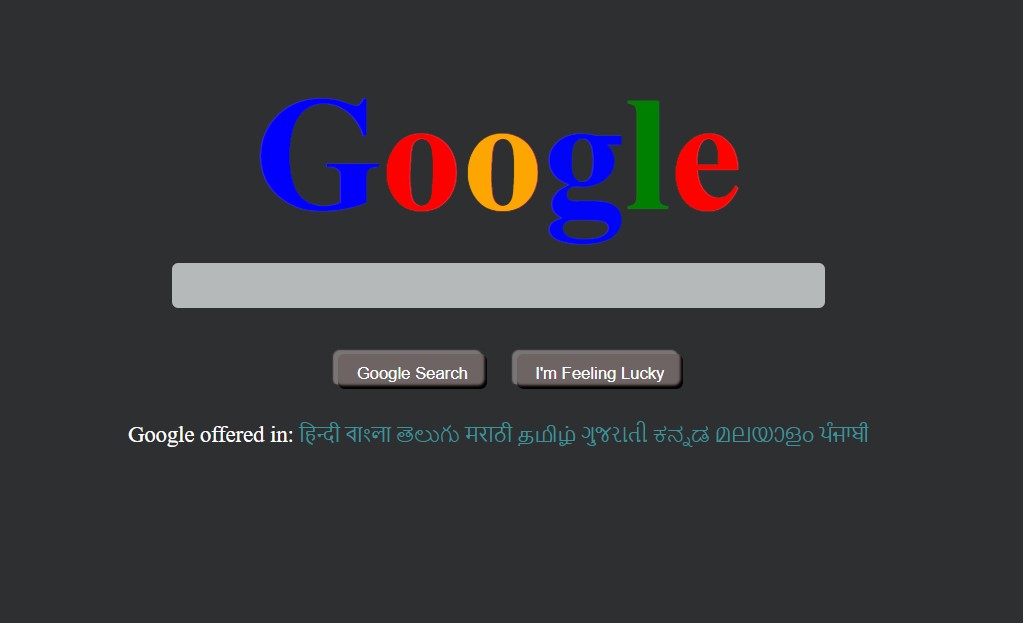 Google
Google Search I'm Feeling Lucky
Google offered in: हिन्दी বাংলা తెలుగు मराठी தமிழ் ગુજરાતી ಕನ್ನಡ മലയാളം ਪੰਜਾਬੀ